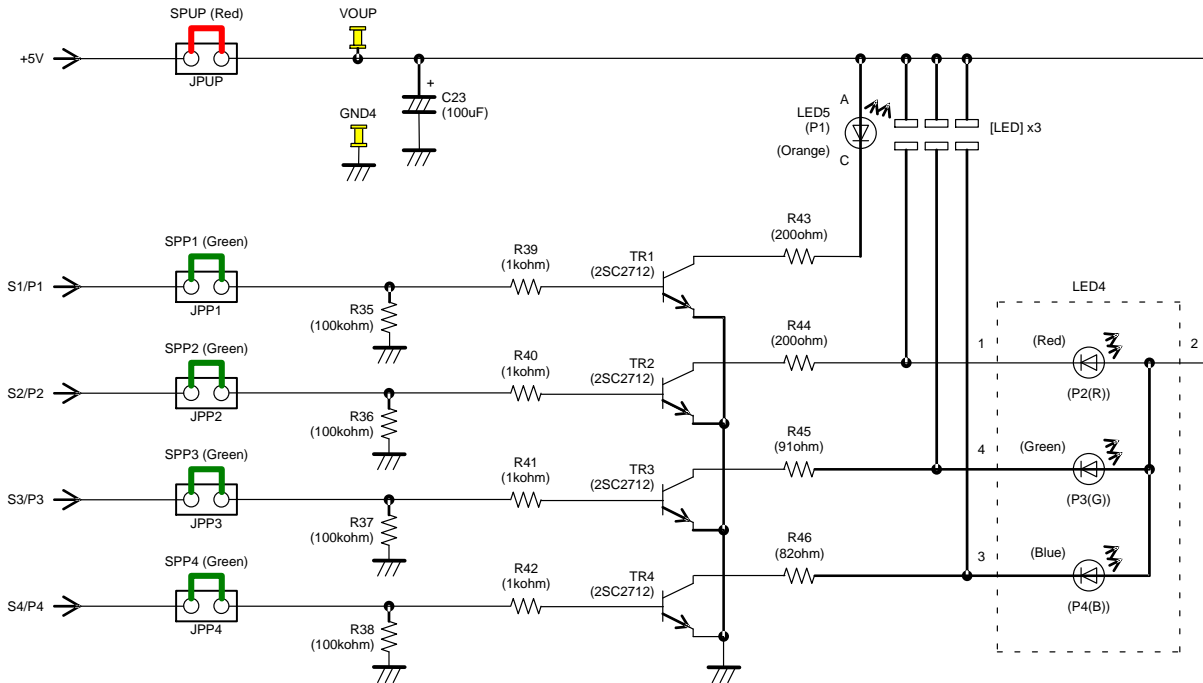 SPUP (Red)
VOUP
+5V
JPUP
+
C23
(100uF)
GND4
A
LED5
(P1)
(Orange)
C
[LED] x3
SPP1 (Green)
S1/P1
JPP1
R35
(100kohm)
R39
(1kohm)
TR1
(2SC2712)
R43
(200ohm)
LED4
SPP2 (Green)
S2/P2
JPP2
R36
(100kohm)
R40
(1kohm)
TR2
(2SC2712)
R44
(200ohm)
1
(Red)
2
(P2(R))
SPP3 (Green)
S3/P3
JPP3
R37
(100kohm)
R41
(1kohm)
TR3
(2SC2712)
R45
(91ohm)
4
(Green)
(P3(G))
SPP4 (Green)
S4/P4
JPP4
R38
(100kohm)
R42
(1kohm)
TR4
(2SC2712)
R46
(82ohm)
3
(Blue)
(P4(B))